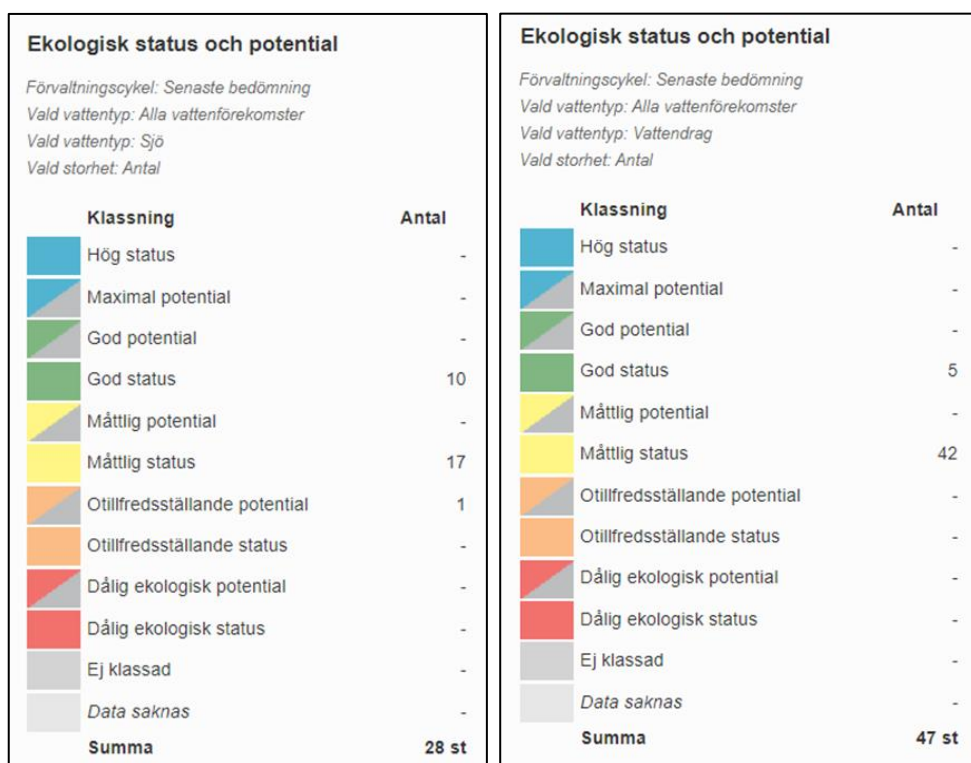 Ekologisk status och potential
Förvaltningscykel: Senaste bedömning
Vald vattentyp: Alla vattenförekomster
Vald vattentyp: Sjö
Vald storhet: Antal
Klassning Antal
Hög status -
Maximal potential -
God potential -
God status 10
Måttlig potential -
Måttlig status 17
Otillfredsställande potential 1
Otillfredsställande status -
Dålig ekologisk potential -
Dålig ekologisk status -
Ej klassad -
Data saknas -
Summa 28 st
Ekologisk status och potential
Förvaltningscykel: Senaste bedömning
Vald vattentyp: Alla vattenförekomster
Vald vattentyp: Vattendrag
Vald storhet: Antal
Klassning Antal
Hög status -
Maximal potential -
God potential -
God status 5
Måttlig potential -
Måttlig status 42
Otillfredsställande potential -
Otillfredsställande status -
Dålig ekologisk potential -
Dålig ekologisk status -
Ej klassad -
Data saknas -
Summa 47 st